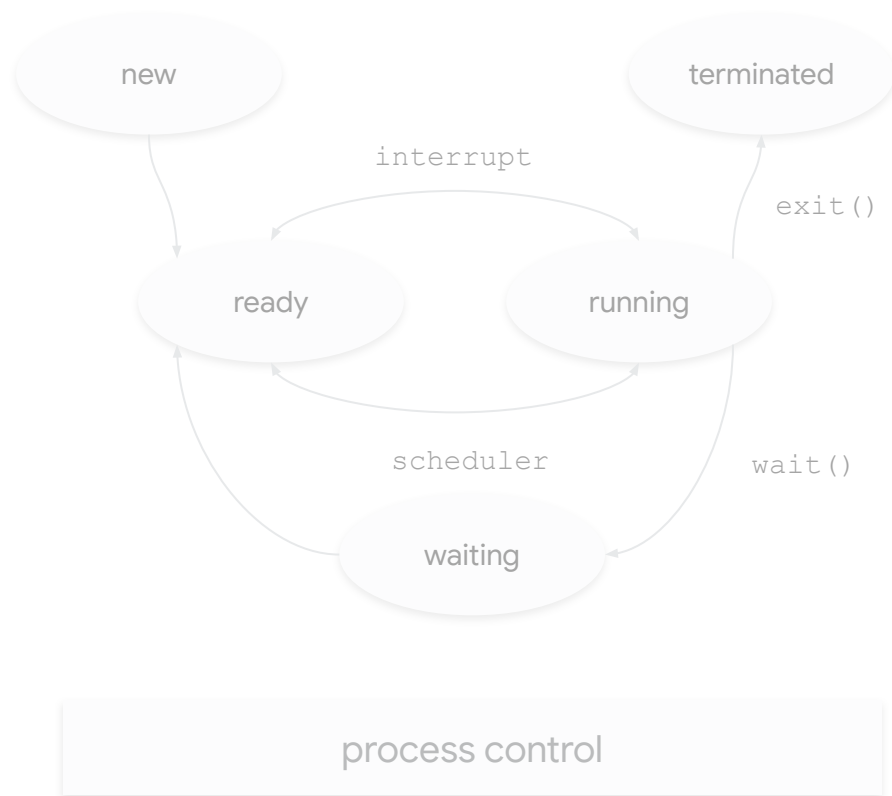 new
terminated
interrupt
exit()
ready
running
scheduler
wait()
waiting
process control